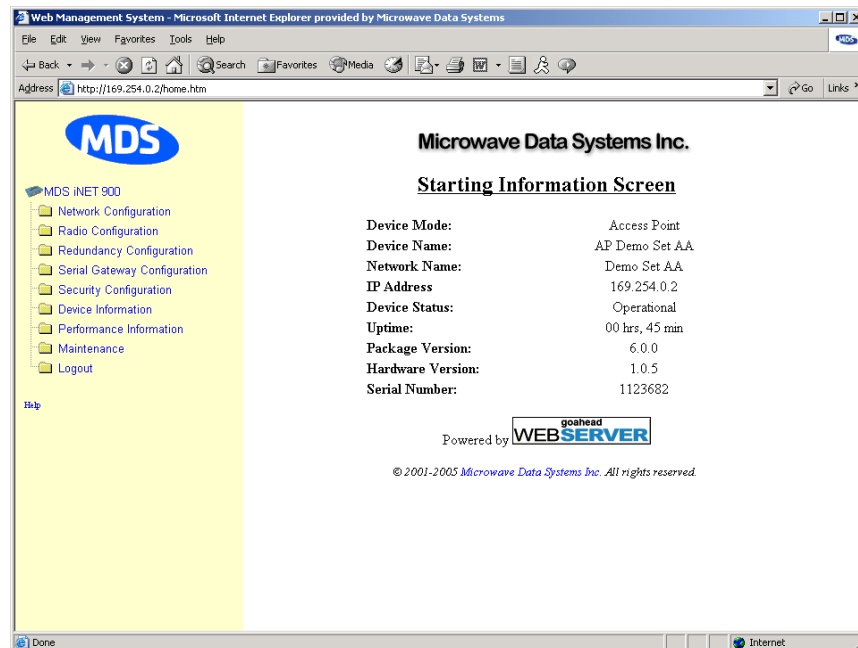 Web Management System - Microsoft Internet Explorer provided by Microwave Data Systems
File Edit View Favorites Tools Help
MDS
Back Search Favorites Media
Address http://169.254.0.2/home.htm Go Links
MDS
MDS iNET 900
Network Configuration
Radio Configuration
Redundancy Configuration
Serial Gateway Configuration
Security Configuration
Device Information
Performance Information
Maintenance
Logout
Help
Microwave Data Systems Inc.
Starting Information Screen
Device Mode: Access Point
Device Name: AP Demo Set AA
Network Name: Demo Set AA
IP Address 169.254.0.2
Device Status: Operational
Uptime: 00 hrs, 45 min
Package Version: 6.0.0
Hardware Version: 1.0.5
Serial Number: 1123682
Powered by goahead WEBSERVER
© 2001-2005 Microwave Data Systems Inc. All rights reserved.
Done Internet